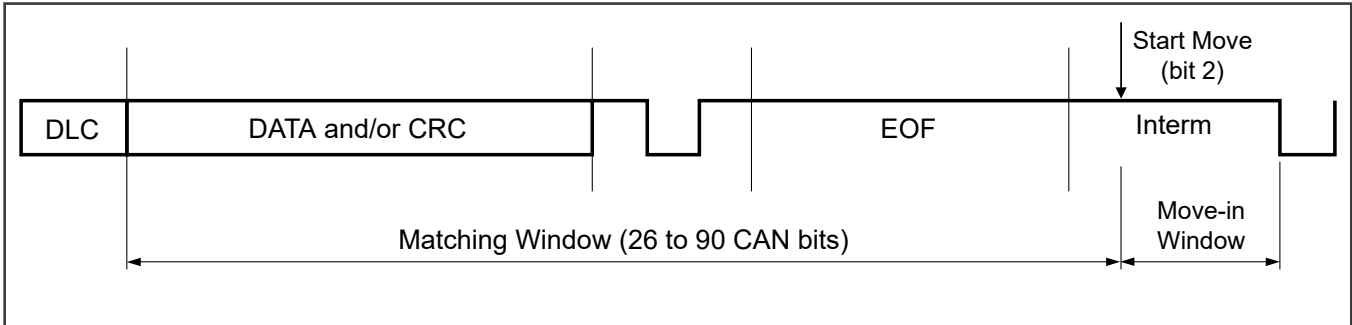 Start Move
(bit 2)
DLC
DATA and/or CRC
EOF
Interm
Matching Window (26 to 90 CAN bits)
Move-in
Window